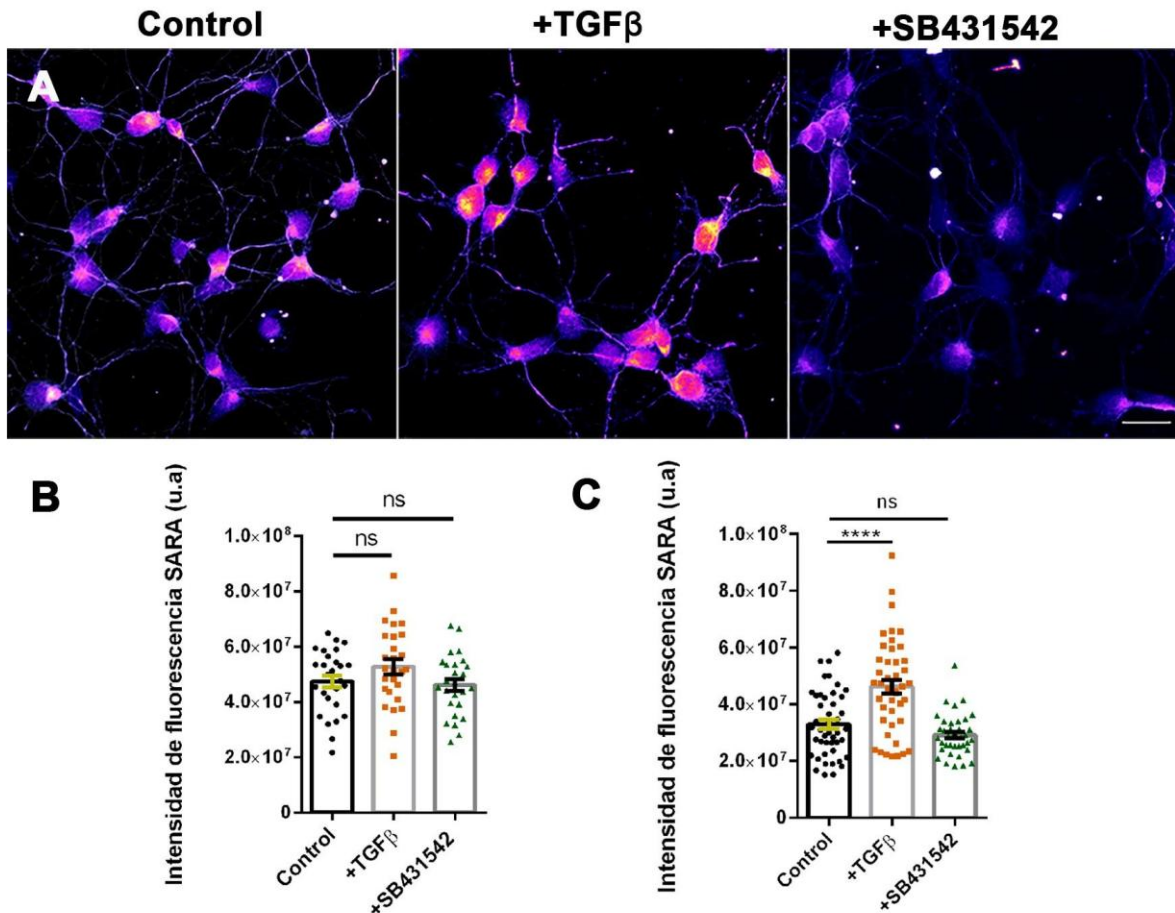 Control
+TGFβ
+SB431542
A
B
Intensidad de fluorescencia SARA (u.a)
ns
ns
1.0×10⁸
8.0×10⁷
6.0×10⁷
4.0×10⁷
2.0×10⁷
0
Control
+TGFβ
+SB431542
C
Intensidad de fluorescencia SARA (u.a)
ns
****
1.0×10⁸
8.0×10⁷
6.0×10⁷
4.0×10⁷
2.0×10⁷
0
Control
+TGFβ
+SB431542